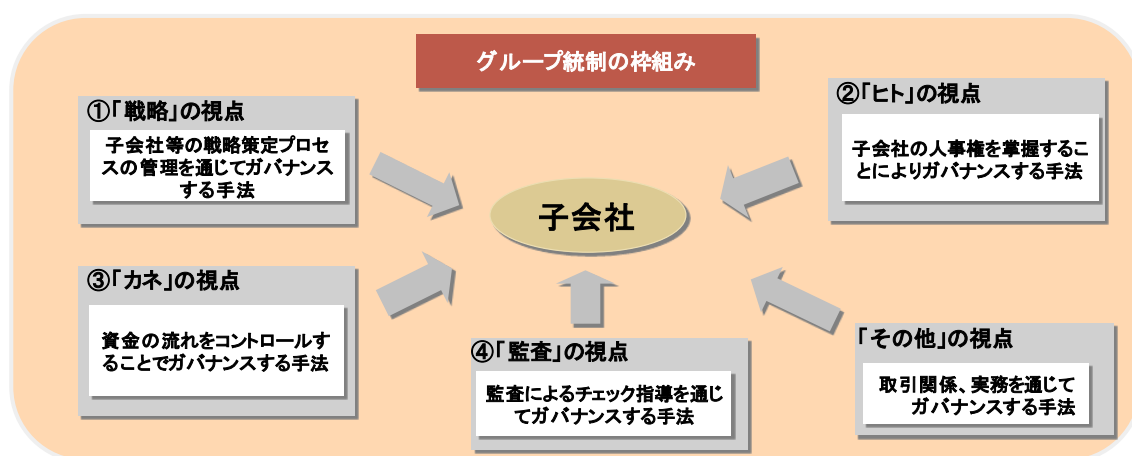 グループ統制の枠組み
①「戦略」の視点
子会社等の戦略策定プロセ
スの管理を通じてガバナンス
する手法
②「ヒト」の視点
子会社の人事権を掌握するこ
とによりガバナンスする手法
子会社
③「カネ」の視点
資金の流れをコントロールす
ることでガバナンスする手法
④「監査」の視点
監査によるチェック指導を通じ
てガバナンスする手法
「その他」の視点
取引関係、実務を通じて
ガバナンスする手法